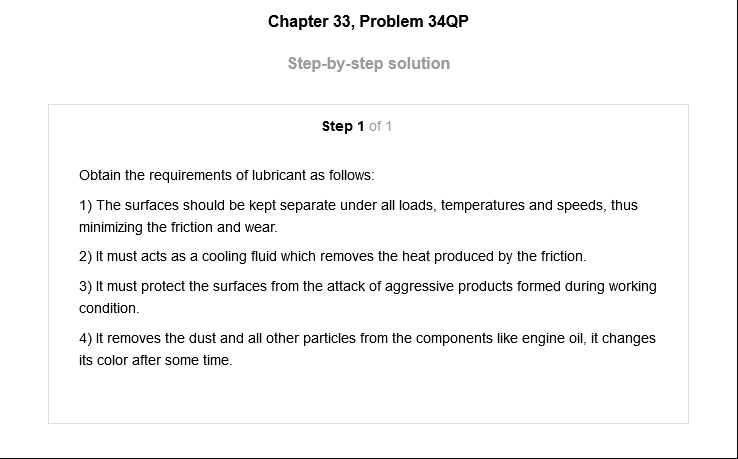 Chapter 33, Problem 34QP
Step-by-step solution
Step 1 of 1
Obtain the requirements of lubricant as follows:
1) The surfaces should be kept separate under all loads, temperatures and speeds, thus
minimizing the friction and wear.
2) It must acts as a cooling fluid which removes the heat produced by the friction.
3) It must protect the surfaces from the attack of aggressive products formed during working
condition.
4) It removes the dust and all other particles from the components like engine oil, it changes
its color after some time.